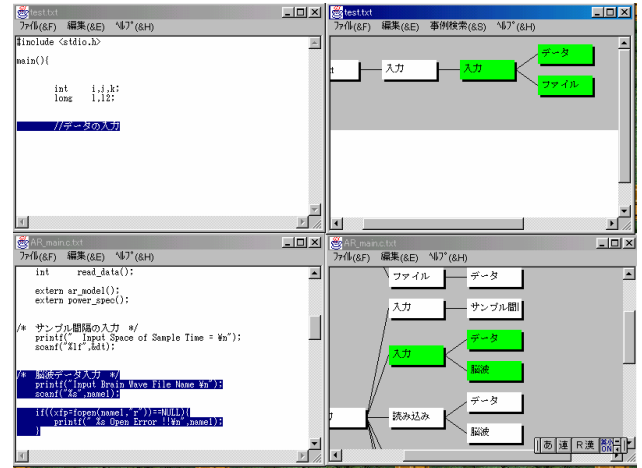 test.txt
ﾌｧｲﾙ(&F) 編集(&E) ﾍﾙﾌﾟ(&H)
#include <stdio.h>
main(){
int i,j,k;
long l,l2;
//データの入力
test.txt
ﾌｧｲﾙ(&F) 編集(&E) 事例検索(&S) ﾍﾙﾌﾟ(&H)
入力
入力
データ
ファイル
AR_main.c.txt
ﾌｧｲﾙ(&F) 編集(&E) ﾍﾙﾌﾟ(&H)
int read_data();
extern ar_model();
extern power_spec();
/* サンプル間隔の入力 */
printf(" Input Space of Sample Time = ¥n");
scanf("%lf",&dt);
/* 脳波データ入力 */
printf("Input Brain Wave File Name ¥n");
scanf("%s",name1);
if((xfp=fopen(name1,"r"))==NULL){
printf(" %s Open Error !!¥n",name1);
}
AR_main.c.txt
ﾌｧｲﾙ(&F) 編集(&E) ﾍﾙﾌﾟ(&H)
ファイル
データ
入力
サンプル間
入力
データ
脳波
読み込み
データ
脳波
あ 連 R漢